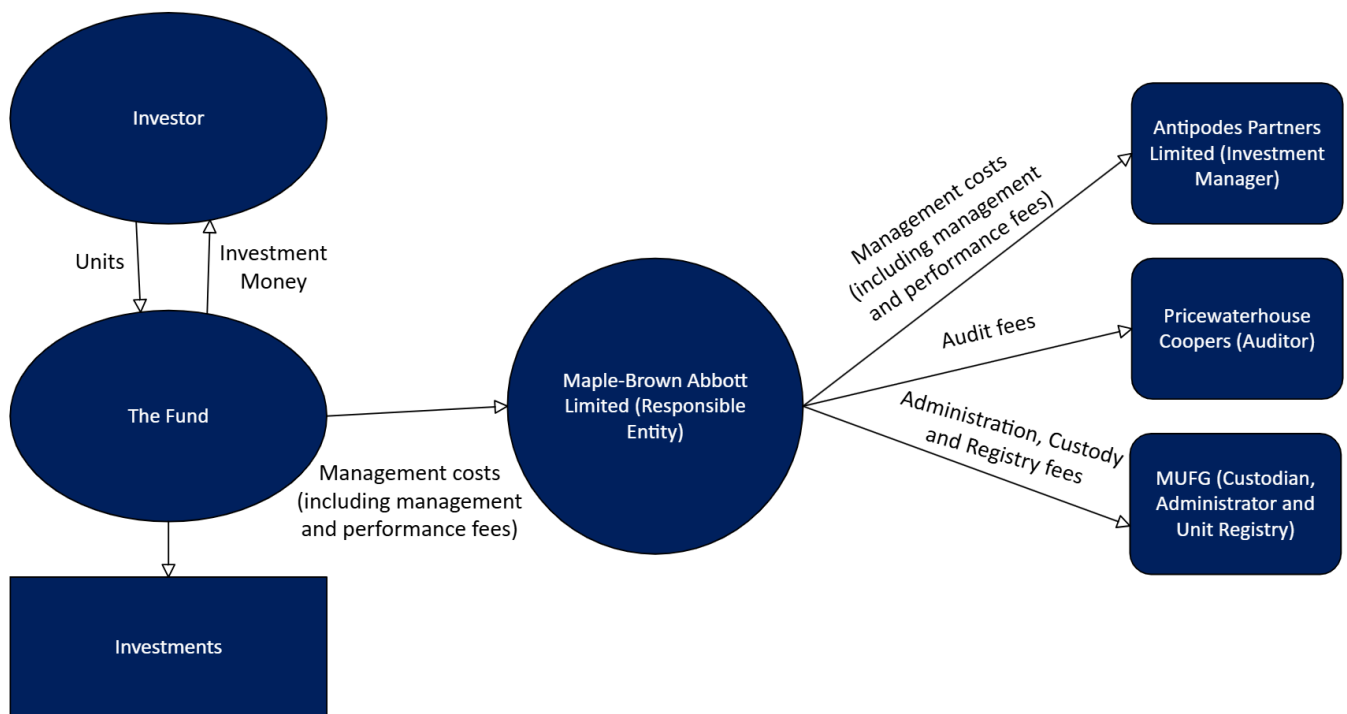 Investor
Units
Investment
Money
The Fund
Management costs
(including management
and performance fees)
Investments
Maple-Brown Abbott
Limited (Responsible
Entity)
Management costs
(including management
and performance fees)
Audit fees
Administration, Custody
and Registry fees
Antipodes Partners
Limited (Investment
Manager)
Pricewaterhouse
Coopers (Auditor)
MUFG (Custodian,
Administrator and
Unit Registry)